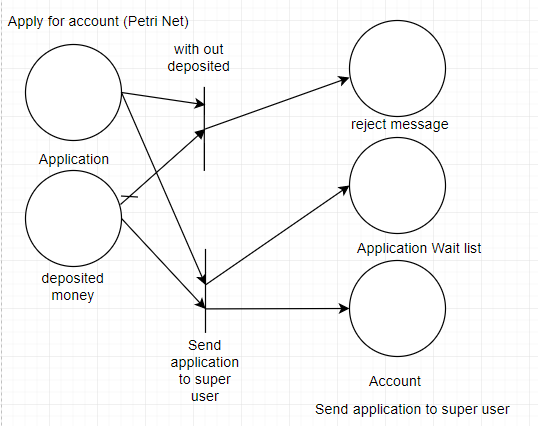 Apply for account (Petri Net)
with out
deposited
reject message
Application
Application Wait list
deposited
money
Send
application
to super
user
Account
Send application to super user